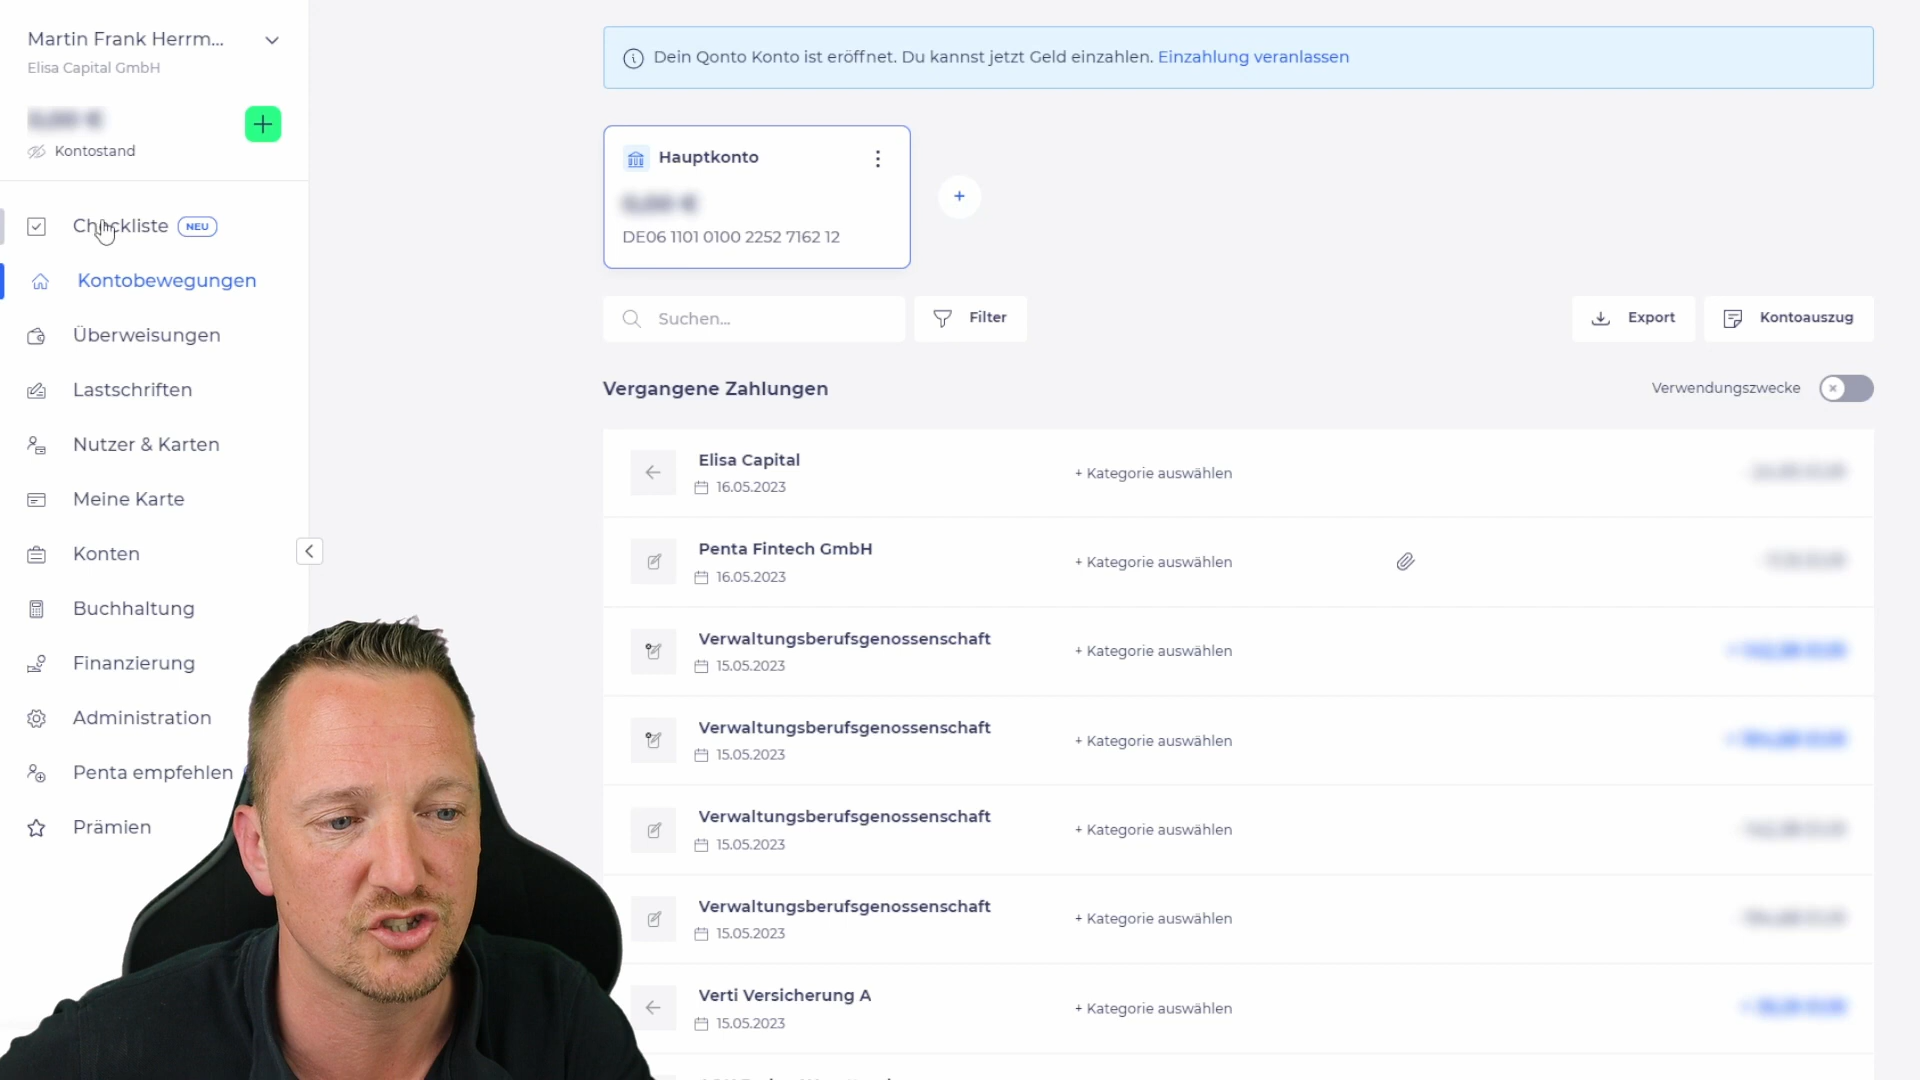 Martin Frank Herrm...
Elisa Capital GmbH
Kontostand
Checkliste NEU
Kontobewegungen
Überweisungen
Lastschriften
Nutzer & Karten
Meine Karte
Konten
Buchhaltung
Finanzierung
Administration
Penta empfehlen
Prämien
Dein Qonto Konto ist eröffnet. Du kannst jetzt Geld einzahlen. Einzahlung veranlassen
Hauptkonto
DE06 1101 0100 2252 7162 12
+
Suchen...
Filter
Export
Kontoauszug
Vergangene Zahlungen
Verwendungszwecke
Elisa Capital
16.05.2023
+ Kategorie auswählen
Penta Fintech GmbH
16.05.2023
+ Kategorie auswählen
Verwaltungsberufsgenossenschaft
15.05.2023
+ Kategorie auswählen
Verwaltungsberufsgenossenschaft
15.05.2023
+ Kategorie auswählen
Verwaltungsberufsgenossenschaft
15.05.2023
+ Kategorie auswählen
Verwaltungsberufsgenossenschaft
15.05.2023
+ Kategorie auswählen
Verti Versicherung A
15.05.2023
+ Kategorie auswählen